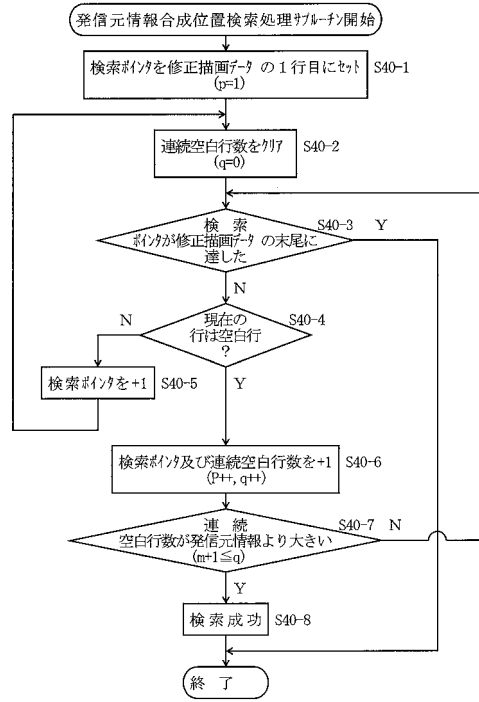 発信元情報合成位置検索処理ｻﾌﾞﾙｰﾁﾝ開始
検索ﾎﾟｲﾝﾀを修正描画ﾃﾞｰﾀ の１行目にセット S40-1
(p=1)
連続空白行数をクリア S40-2
(q=0)
検 索 S40-3 Y
ﾎﾟｲﾝﾀが修正描画ﾃﾞｰﾀ の末尾に
達した
N
N 現在の S40-4
行は空白行
?
検索ﾎﾟｲﾝﾀを+1 S40-5 Y
検索ﾎﾟｲﾝﾀ及び連続空白行数を+1 S40-6
(P++, q++)
連 続 S40-7 N
空白行数が発信元情報より大きい
(m+1≦q)
Y
検索成功 S40-8
終 了